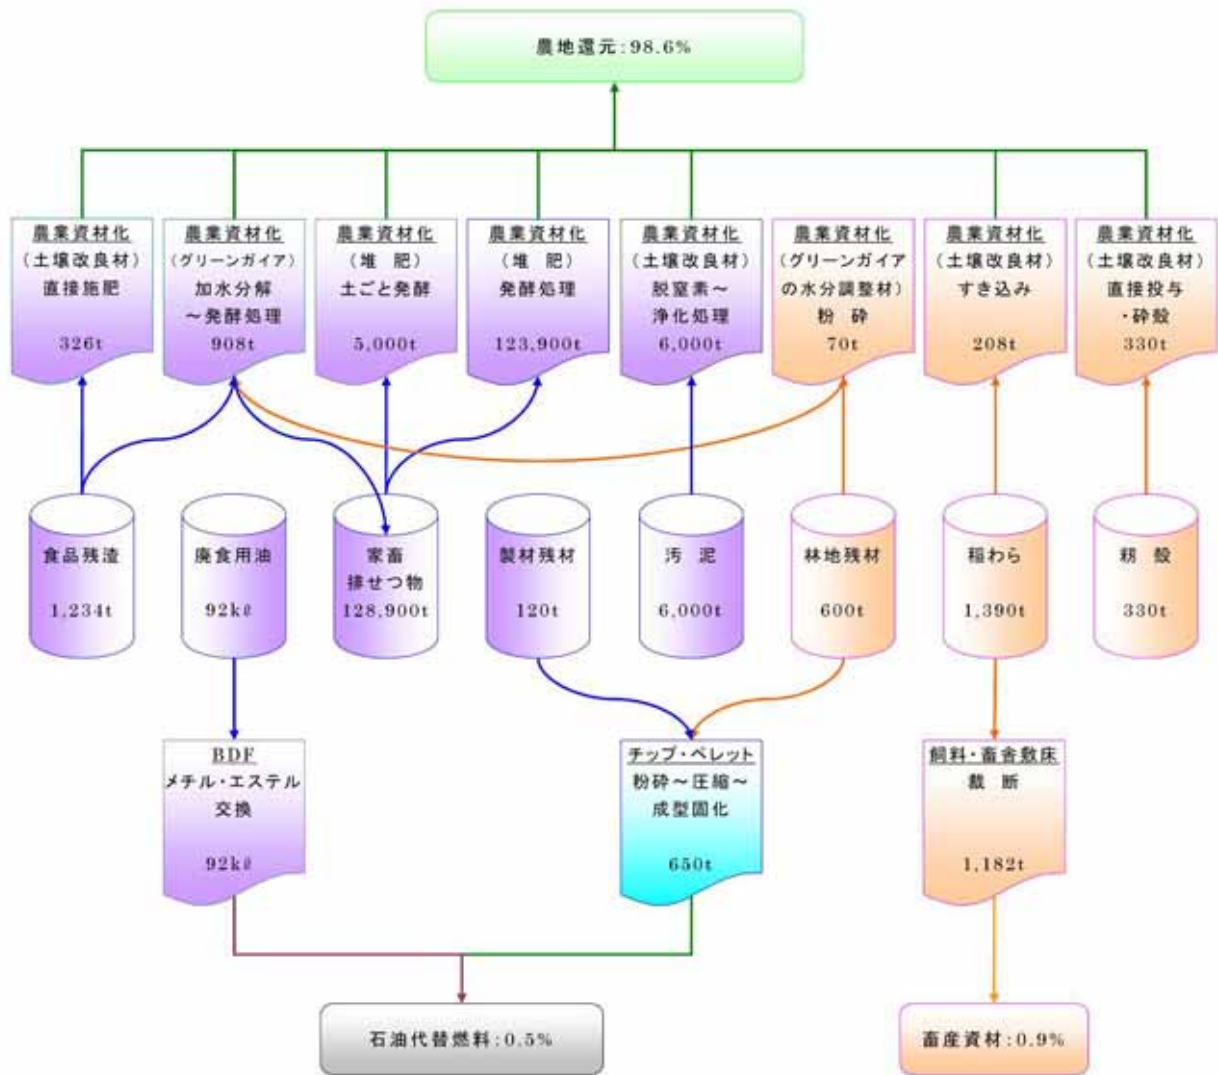 農地還元:98.6%
農業資材化
(土壌改良材)
直接施肥
326t
農業資材化
(グリーンガイア)
加水分解
～発酵処理
908t
農業資材化
(堆 肥)
土ごと発酵
5,000t
農業資材化
(堆 肥)
発酵処理
123,900t
農業資材化
(土壌改良材)
脱窒素～
浄化処理
6,000t
農業資材化
(グリーンガイア
の水分調整材)
粉 砕
70t
農業資材化
(土壌改良材)
すき込み
208t
農業資材化
(土壌改良材)
直接投与
・砕殻
330t
食品残渣
1,234t
廃食用油
92kℓ
家畜
排せつ物
128,900t
製材残材
120t
汚 泥
6,000t
林地残材
600t
稲わら
1,390t
籾 殻
330t
BDF
メチル・エステル
交換
92kℓ
チップ・ペレット
粉砕～圧縮～
成型固化
650t
飼料・畜舎敷床
裁 断
1,182t
石油代替燃料:0.5%
畜産資材:0.9%